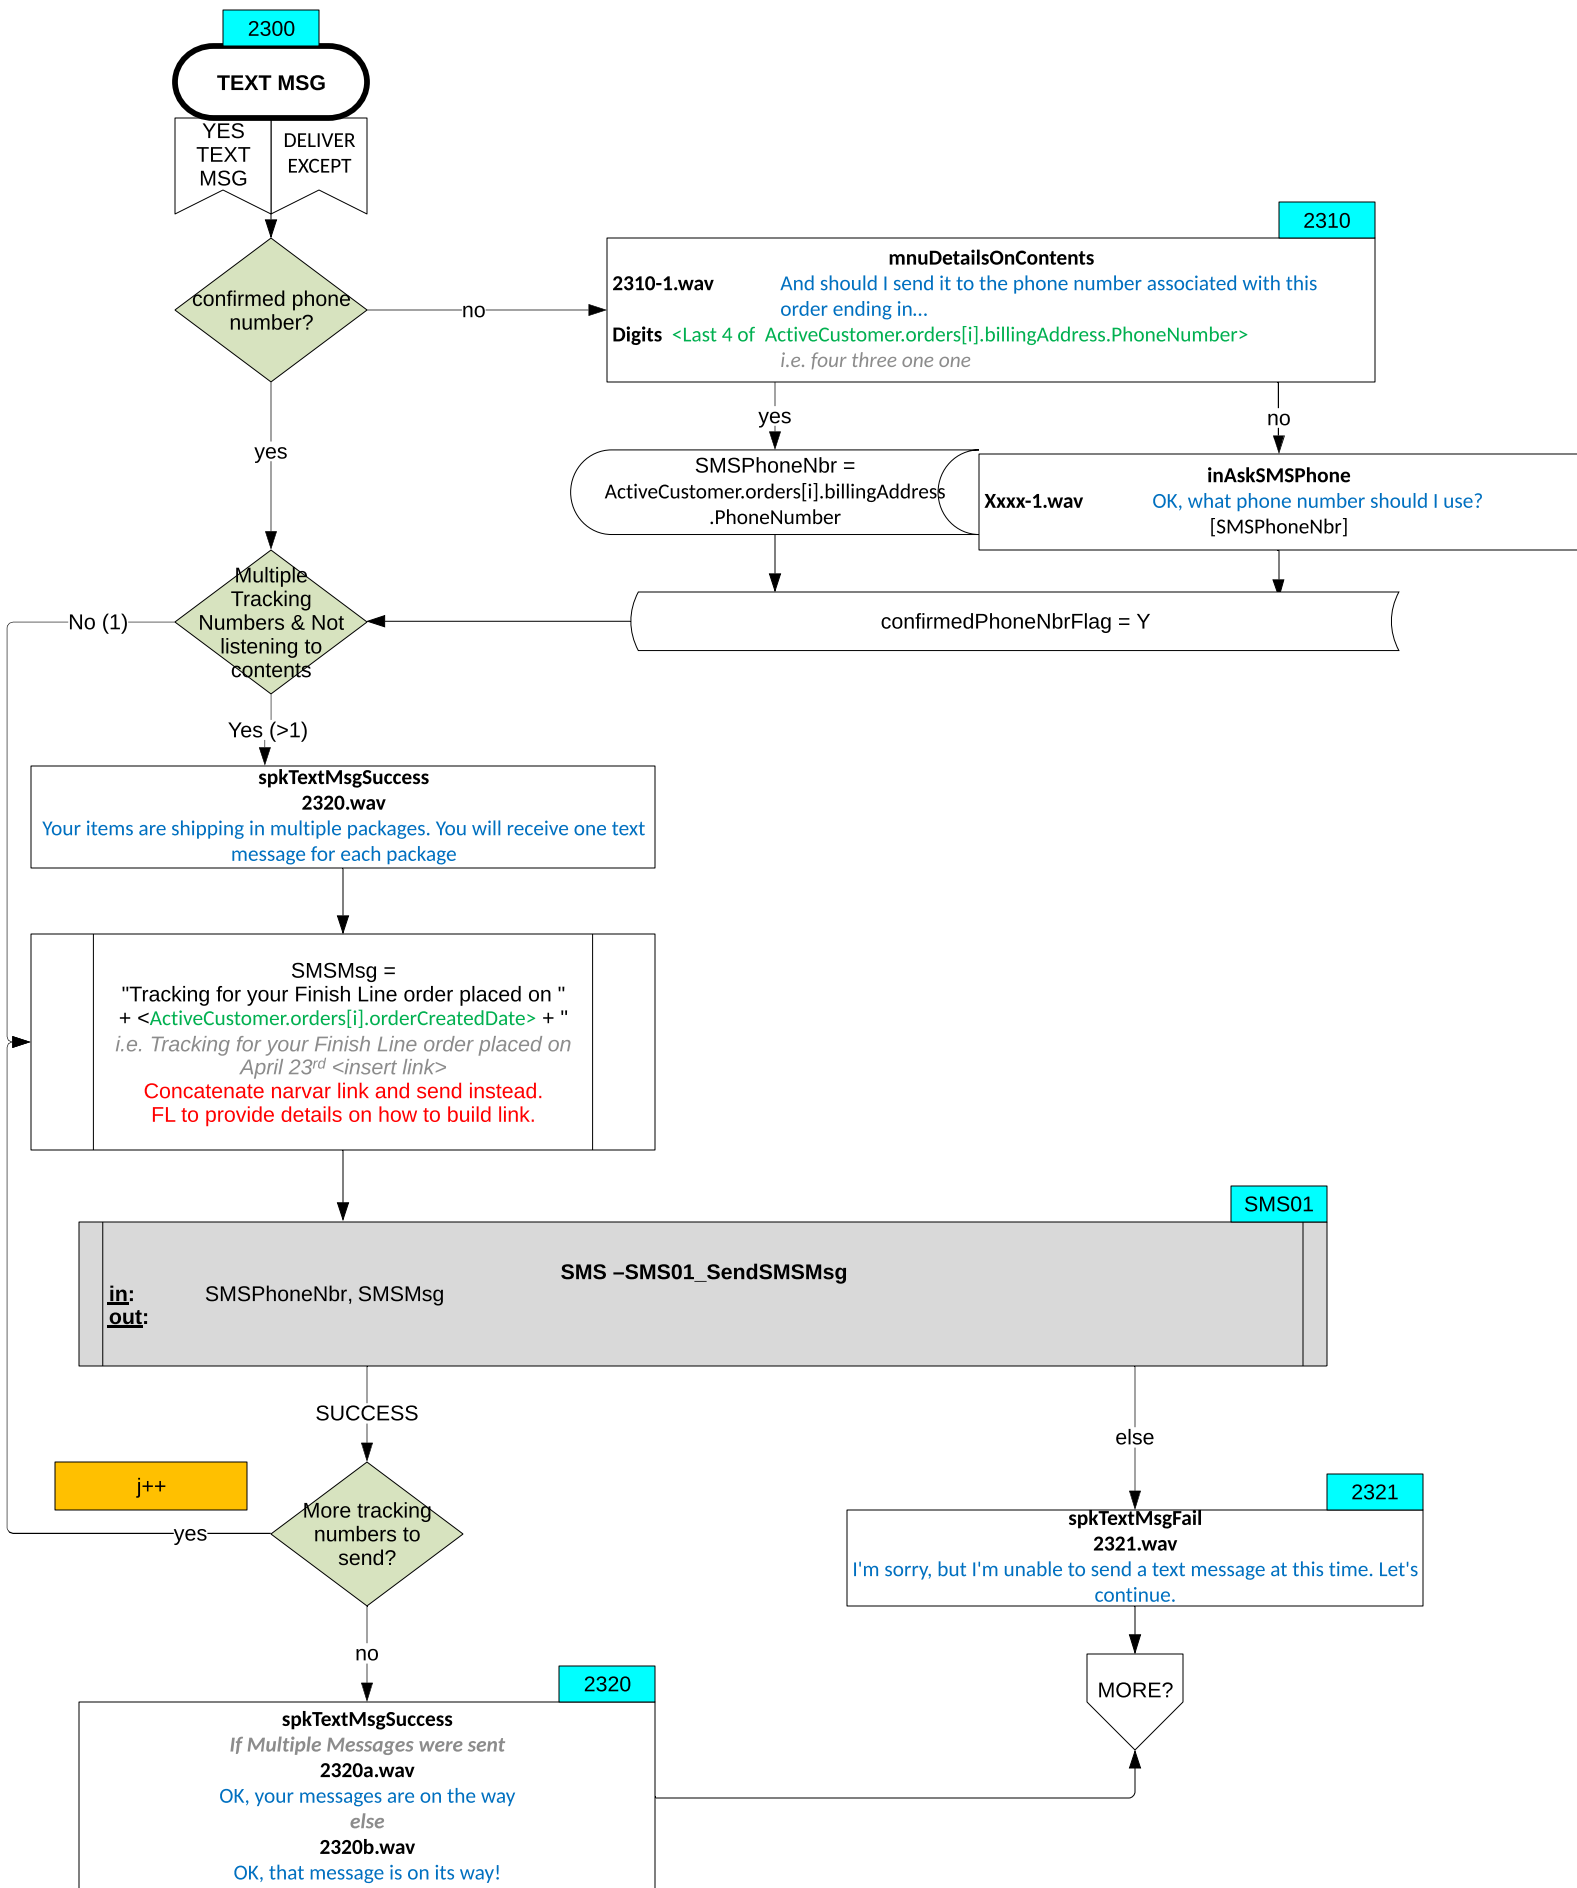 2300
TEXT MSG
YES
TEXT
MSG
DELIVER
EXCEPT
confirmed phone
number?
no
2310
mnuDetailsOnContents
2310-1.wav And should I send it to the phone number associated with this
order ending in...
Digits <Last 4 of ActiveCustomer.orders[i].billingAddress.PhoneNumber>
i.e. four three one one
yes
yes
no
SMSPhoneNbr =
ActiveCustomer.orders[i].billingAddress
.PhoneNumber
inAskSMSPhone
Xxxx-1.wav OK, what phone number should I use?
[SMSPhoneNbr]
confirmedPhoneNbrFlag = Y
Multiple
Tracking
Numbers & Not
listening to
contents
No (1)
Yes (>1)
spkTextMsgSuccess
2320.wav
Your items are shipping in multiple packages. You will receive one text
message for each package
SMSMsg =
"Tracking for your Finish Line order placed on "
+ <ActiveCustomer.orders[i].orderCreatedDate> + "
i.e. Tracking for your Finish Line order placed on
April 23rd <insert link>
Concatenate narvar link and send instead.
FL to provide details on how to build link.
SMS01
SMS –SMS01_SendSMSMsg
in: SMSPhoneNbr, SMSMsg
out:
SUCCESS
else
j++
yes
More tracking
numbers to
send?
2321
spkTextMsgFail
2321.wav
I'm sorry, but I'm unable to send a text message at this time. Let's
continue.
no
MORE?
2320
spkTextMsgSuccess
If Multiple Messages were sent
2320a.wav
OK, your messages are on the way
else
2320b.wav
OK, that message is on its way!